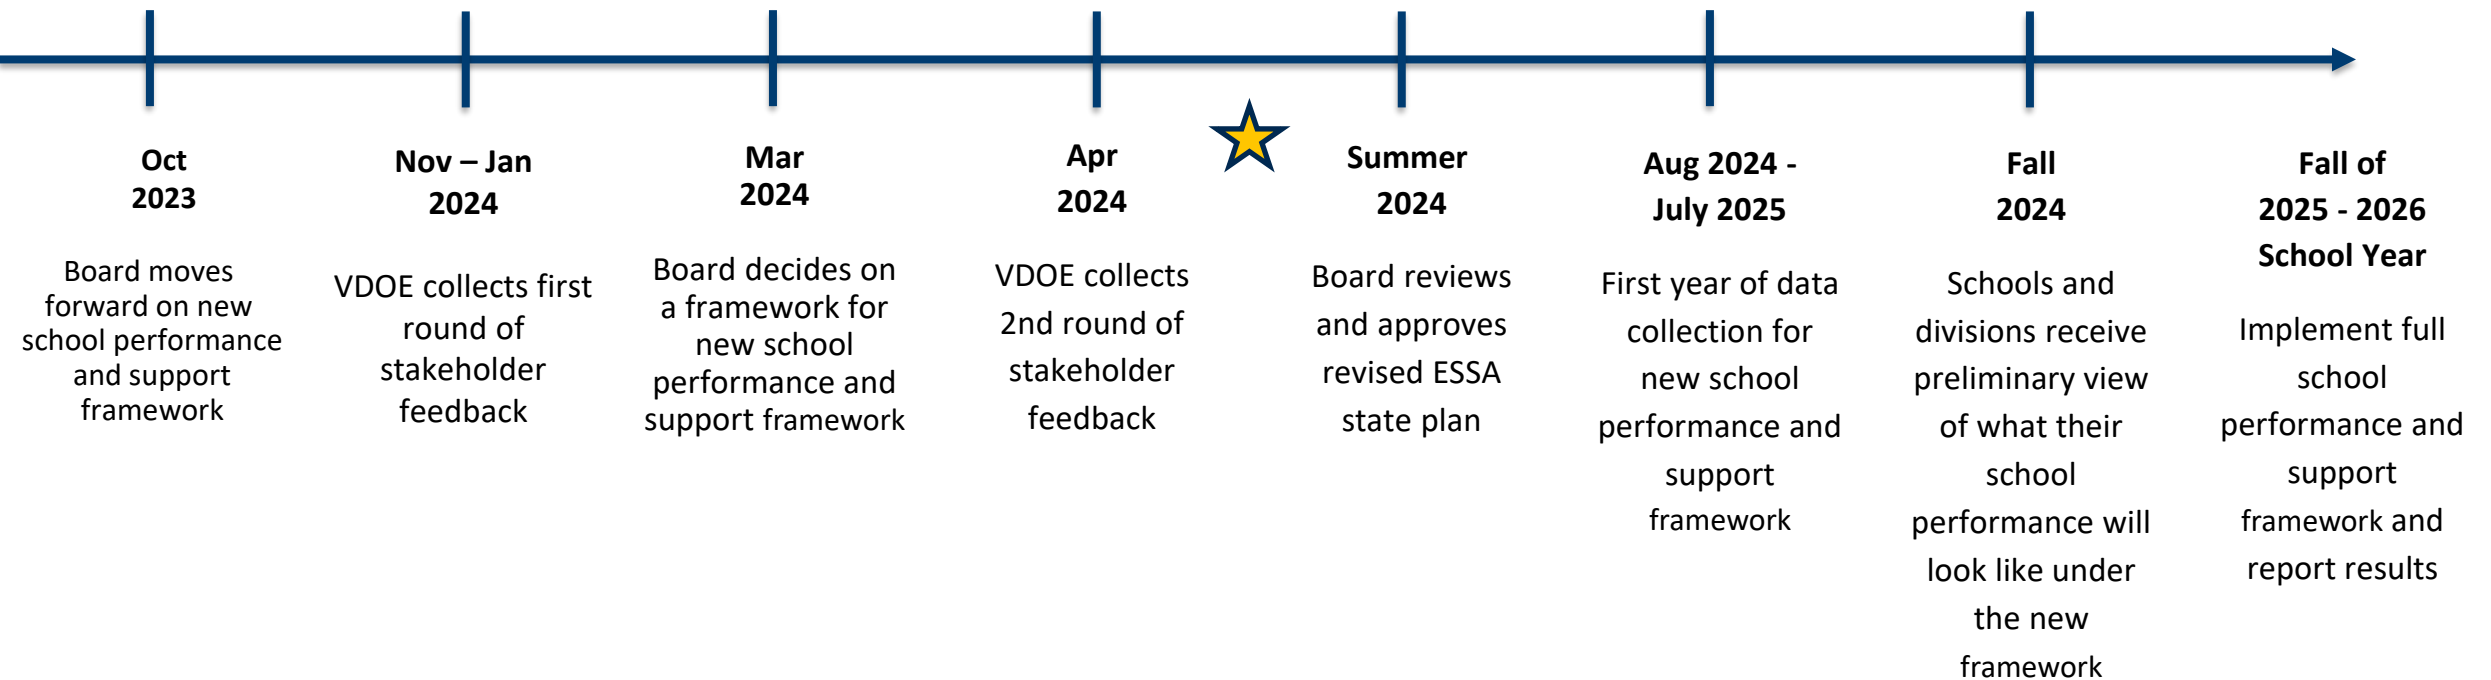 Oct
2023
Board moves
forward on new
school performance
and support
framework
Nov – Jan
2024
VDOE collects first
round of
stakeholder
feedback
Mar
2024
Board decides on
a framework for
new school
performance and
support framework
Apr
2024
VDOE collects
2nd round of
stakeholder
feedback
Summer
2024
Board reviews
and approves
revised ESSA
state plan
Aug 2024 -
July 2025
First year of data
collection for
new school
performance and
support
framework
Fall
2024
Schools and
divisions receive
preliminary view
of what their
school
performance will
look like under
the new
framework
Fall of
2025 - 2026
School Year
Implement full
school
performance and
support
framework and
report results